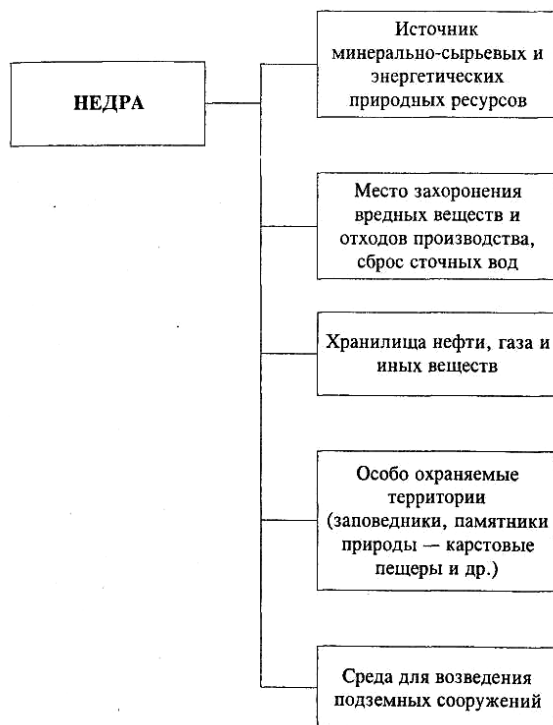 Источник
минерально-сырьевых и
энергетических
природных ресурсов
НЕДРА
Место захоронения
вредных веществ и
отходов производства,
сброс сточных вод
Хранилища нефти, газа и
иных веществ
Особо охраняемые
территории
(заповедники, памятники
природы — карстовые
пещеры и др.)
Среда для возведения
подземных сооружений